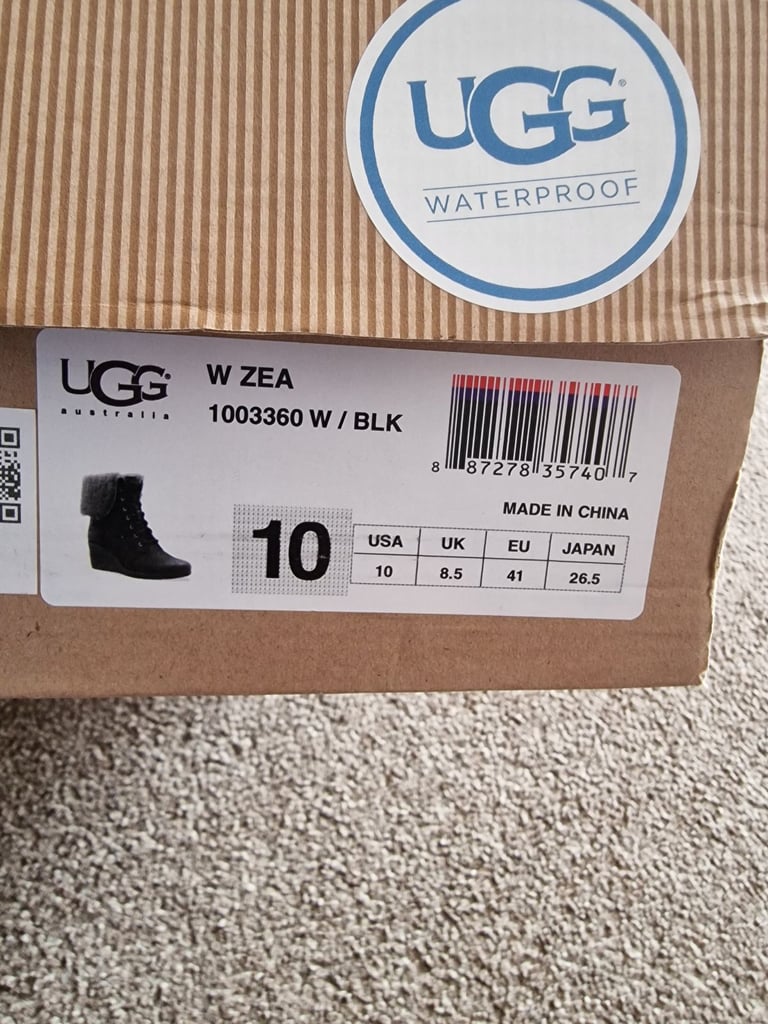 UGG®
WATERPROOF
UGG®
australia
W ZEA
1003360 W / BLK
8 87278 35740 7
MADE IN CHINA
10
USA UK EU JAPAN
10 8.5 41 26.5